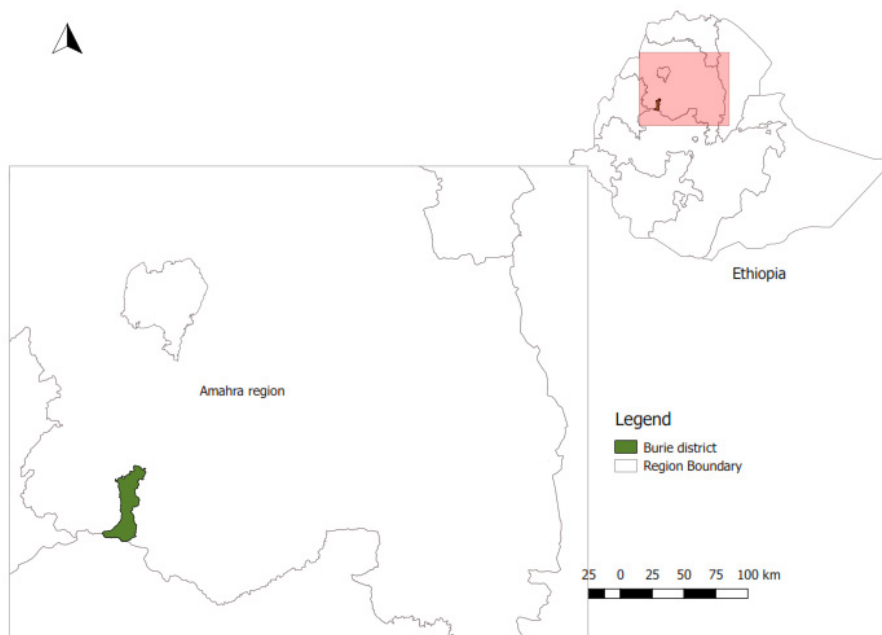 Ethiopia
Amahra region
Legend
Burie district
Region Boundary
25 0 25 50 75 100 km